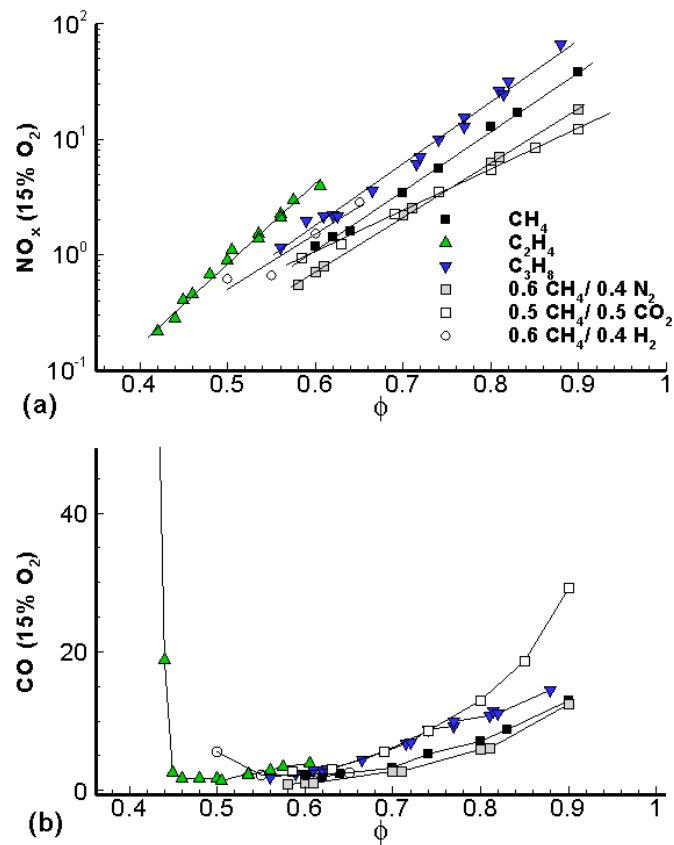 10²
10¹
10⁰
10⁻¹
NOₓ (15% O₂)
CH₄
C₂H₄
C₃H₈
0.6 CH₄/ 0.4 N₂
0.5 CH₄/ 0.5 CO₂
0.6 CH₄/ 0.4 H₂
0.4 0.5 0.6 0.7 0.8 0.9 1
(a)
ϕ
40
20
0
CO (15% O₂)
0.4 0.5 0.6 0.7 0.8 0.9 1
(b)
ϕ